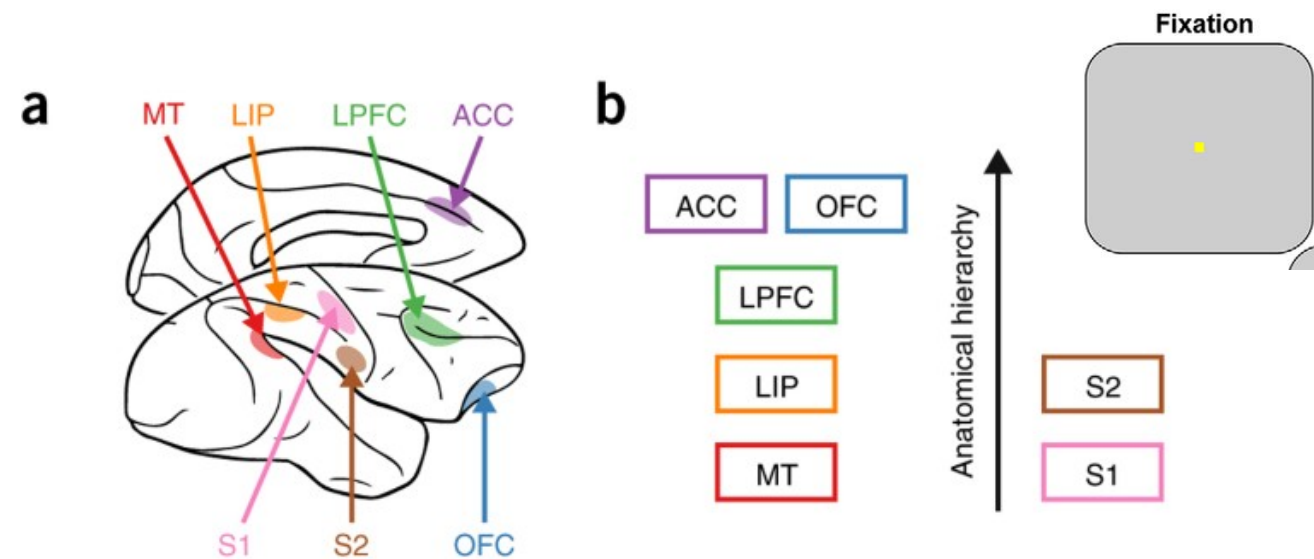 Fixation
a
MT LIP LPFC ACC
S1 S2 OFC
b
ACC OFC
LPFC
LIP
MT
Anatomical hierarchy
S2
S1